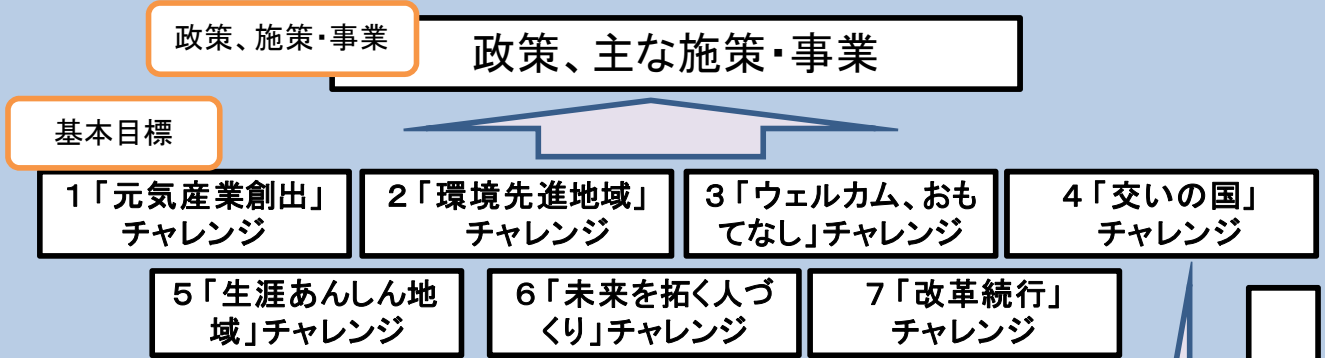 政策、施策・事業
政策、主な施策・事業
基本目標
1「元気産業創出」
チャレンジ
2「環境先進地域」
チャレンジ
3「ウェルカム、おも
てなし」チャレンジ
4「交いの国」
チャレンジ
5「生涯あんしん地
域」チャレンジ
6「未来を拓く人づ
くり」チャレンジ
7「改革続行」
チャレンジ